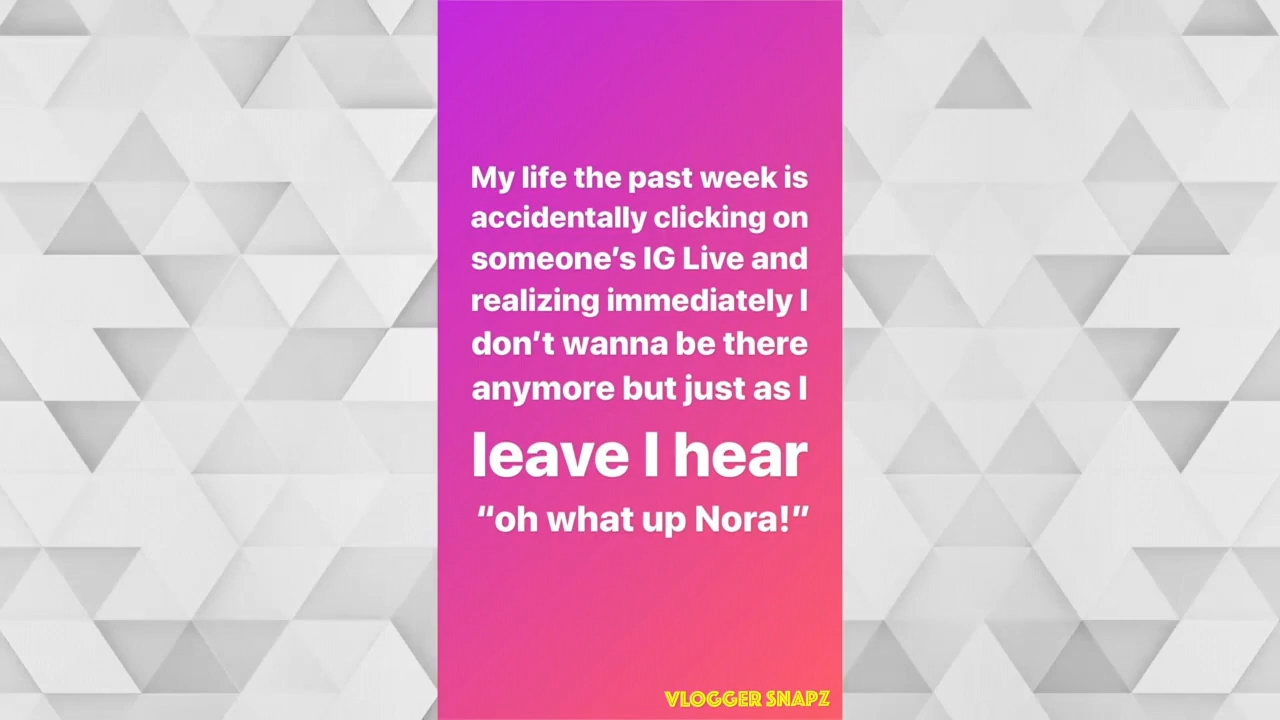 My life the past week is
accidentally clicking on
someone’s IG Live and
realizing immediately I
don’t wanna be there
anymore but just as I
leave I hear
“oh what up Nora!”
VLOGGER SNAPZ